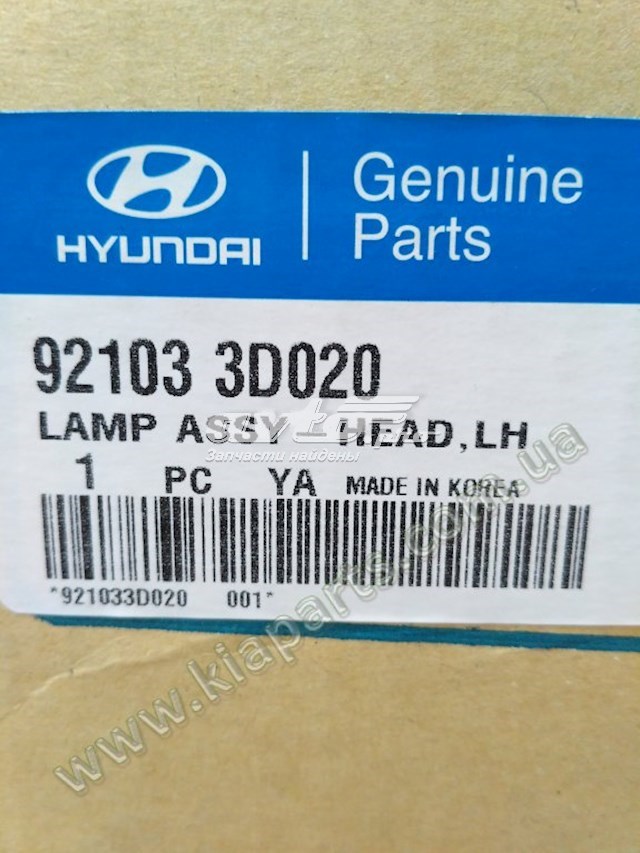 HYUNDAI
Genuine
Parts
92103 3D020
LAMP ASSY - HEAD, LH
Запчасти найдены
1 PC YA MADE IN KOREA
*921033D020 001*
www.kiaparts.com.ua